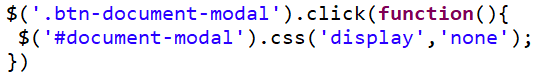 $('.btn-document-modal').click(function(){
 $('#document-modal').css('display','none');
})